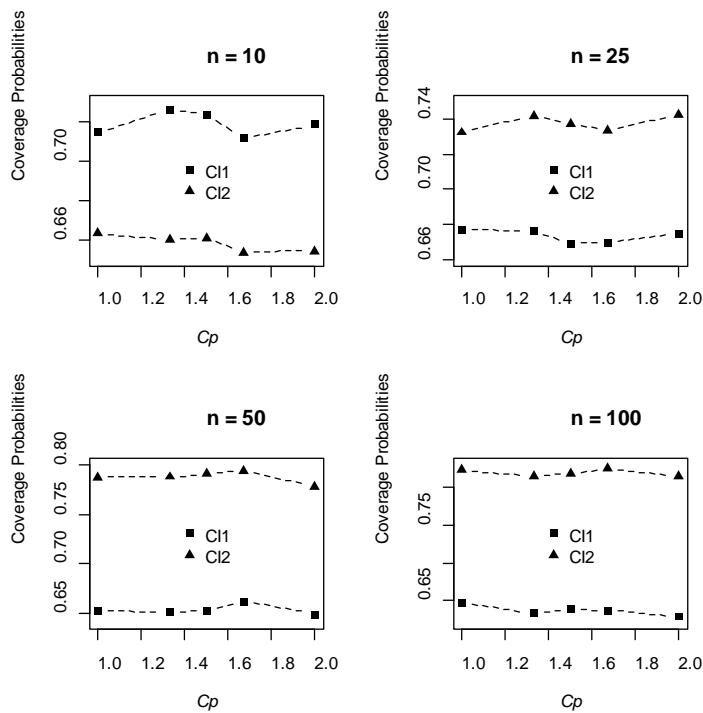 n = 10
Coverage Probabilities
0.70
0.66
CI1
CI2
1.0 1.2 1.4 1.6 1.8 2.0
Cp
n = 25
Coverage Probabilities
0.74
0.70
0.66
CI1
CI2
1.0 1.2 1.4 1.6 1.8 2.0
Cp
n = 50
Coverage Probabilities
0.80
0.75
0.70
0.65
CI1
CI2
1.0 1.2 1.4 1.6 1.8 2.0
Cp
n = 100
Coverage Probabilities
0.75
0.65
CI1
CI2
1.0 1.2 1.4 1.6 1.8 2.0
Cp